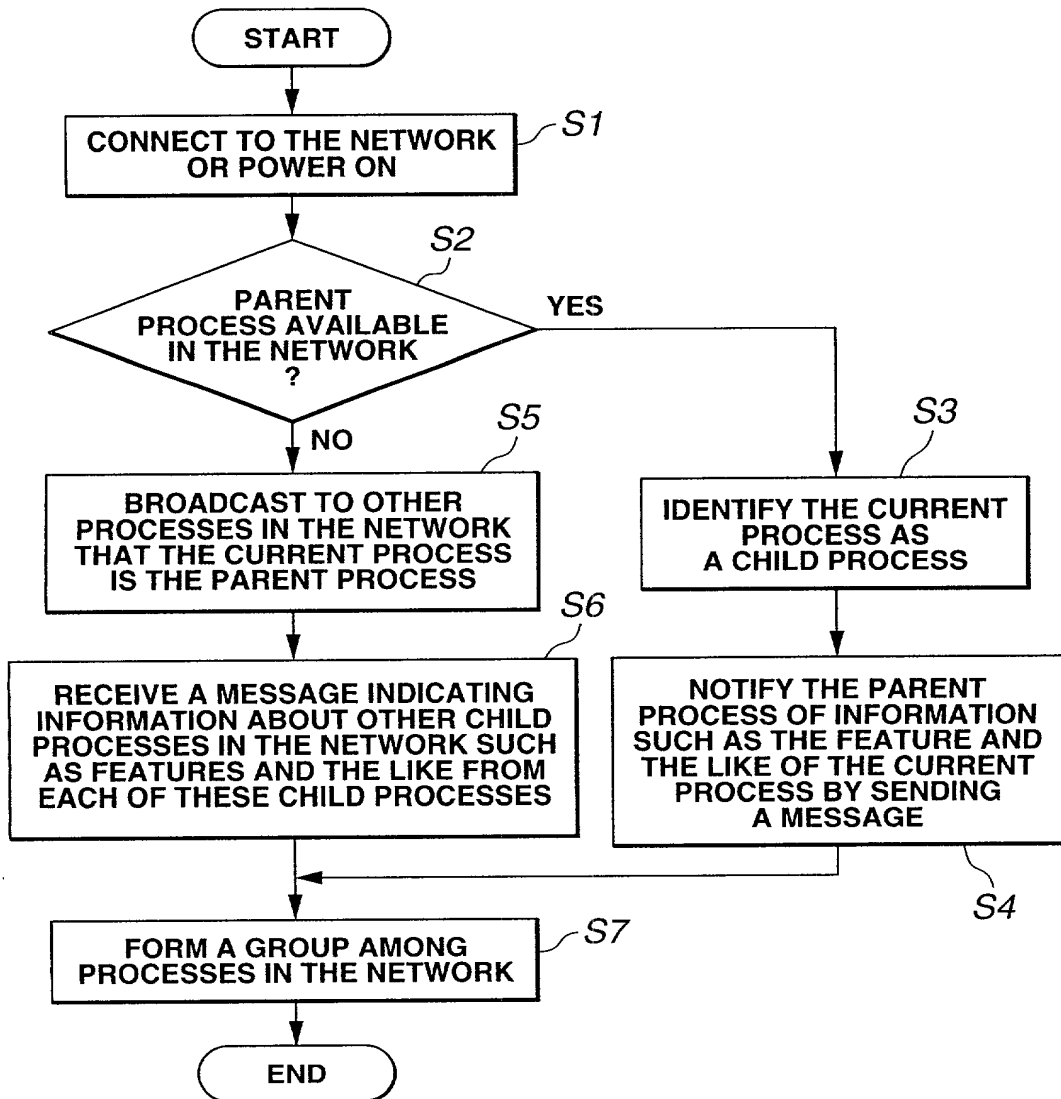 START
CONNECT TO THE NETWORK
OR POWER ON
S1
S2
PARENT
PROCESS AVAILABLE
IN THE NETWORK
?
YES
NO
S5
BROADCAST TO OTHER
PROCESSES IN THE NETWORK
THAT THE CURRENT PROCESS
IS THE PARENT PROCESS
S3
IDENTIFY THE CURRENT
PROCESS AS
A CHILD PROCESS
S6
RECEIVE A MESSAGE INDICATING
INFORMATION ABOUT OTHER CHILD
PROCESSES IN THE NETWORK SUCH
AS FEATURES AND THE LIKE FROM
EACH OF THESE CHILD PROCESSES
NOTIFY THE PARENT
PROCESS OF INFORMATION
SUCH AS THE FEATURE AND
THE LIKE OF THE CURRENT
PROCESS BY SENDING
A MESSAGE
S4
FORM A GROUP AMONG
PROCESSES IN THE NETWORK
S7
END